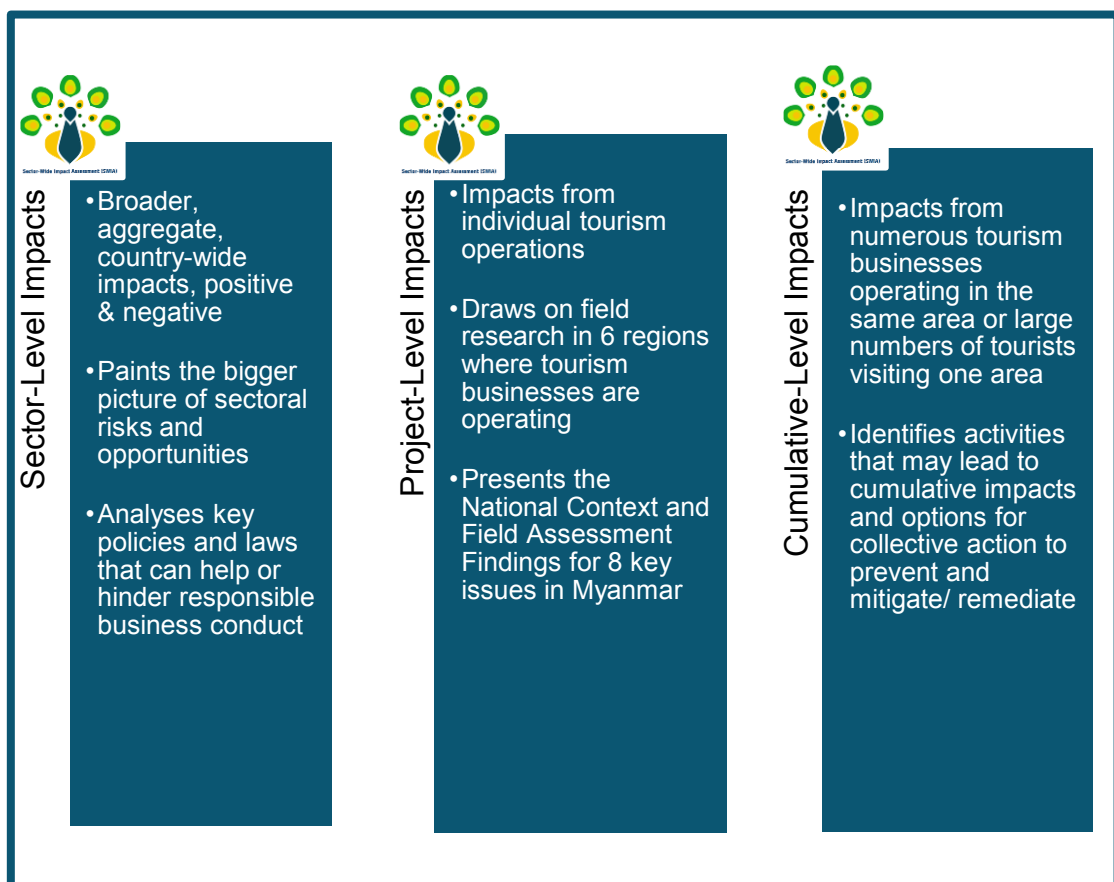 Sector-Wide Impact Assessment (SWIA)
Sector-Level Impacts
•Broader,
aggregate,
country-wide
impacts, positive
& negative
•Paints the bigger
picture of sectoral
risks and
opportunities
•Analyses key
policies and laws
that can help or
hinder responsible
business conduct
Sector-Wide Impact Assessment (SWIA)
Project-Level Impacts
•Impacts from
individual tourism
operations
•Draws on field
research in 6 regions
where tourism
businesses are
operating
•Presents the
National Context and
Field Assessment
Findings for 8 key
issues in Myanmar
Sector-Wide Impact Assessment (SWIA)
Cumulative-Level Impacts
•Impacts from
numerous tourism
businesses
operating in the
same area or large
numbers of tourists
visiting one area
•Identifies activities
that may lead to
cumulative impacts
and options for
collective action to
prevent and
mitigate/ remediate